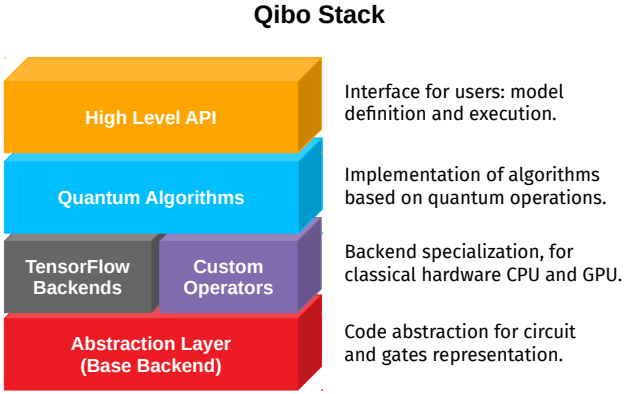 Qibo Stack
High Level API
Interface for users: model
definition and execution.
Quantum Algorithms
Implementation of algorithms
based on quantum operations.
TensorFlow
Backends
Custom
Operators
Backend specialization, for
classical hardware CPU and GPU.
Abstraction Layer
(Base Backend)
Code abstraction for circuit
and gates representation.